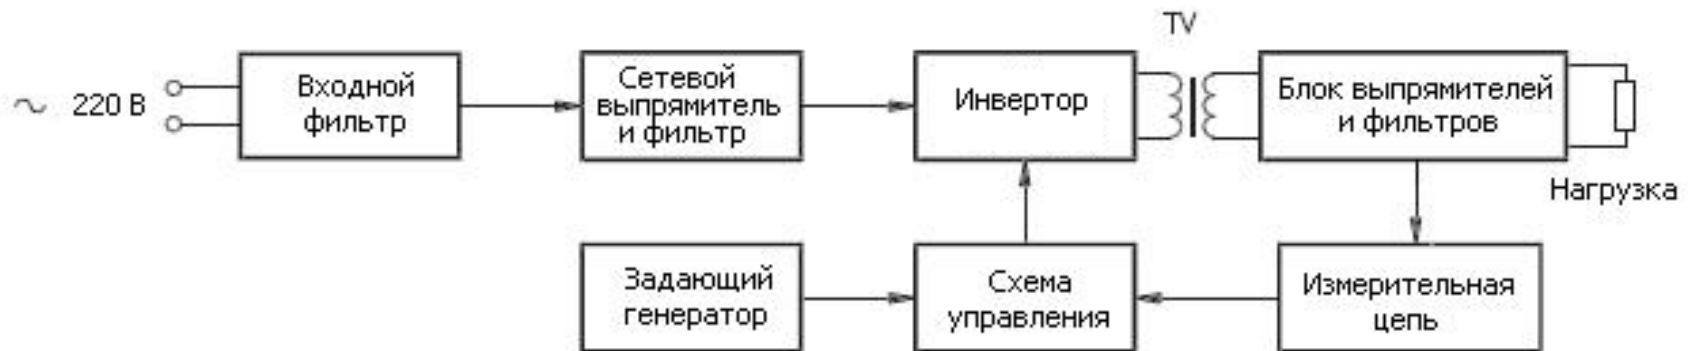 TV
~ 220 В
Входной
фильтр
Сетевой
выпрямитель
и фильтр
Инвертор
Блок выпрямителей
и фильтров
Нагрузка
Задающий
генератор
Схема
управления
Измерительная
цепь